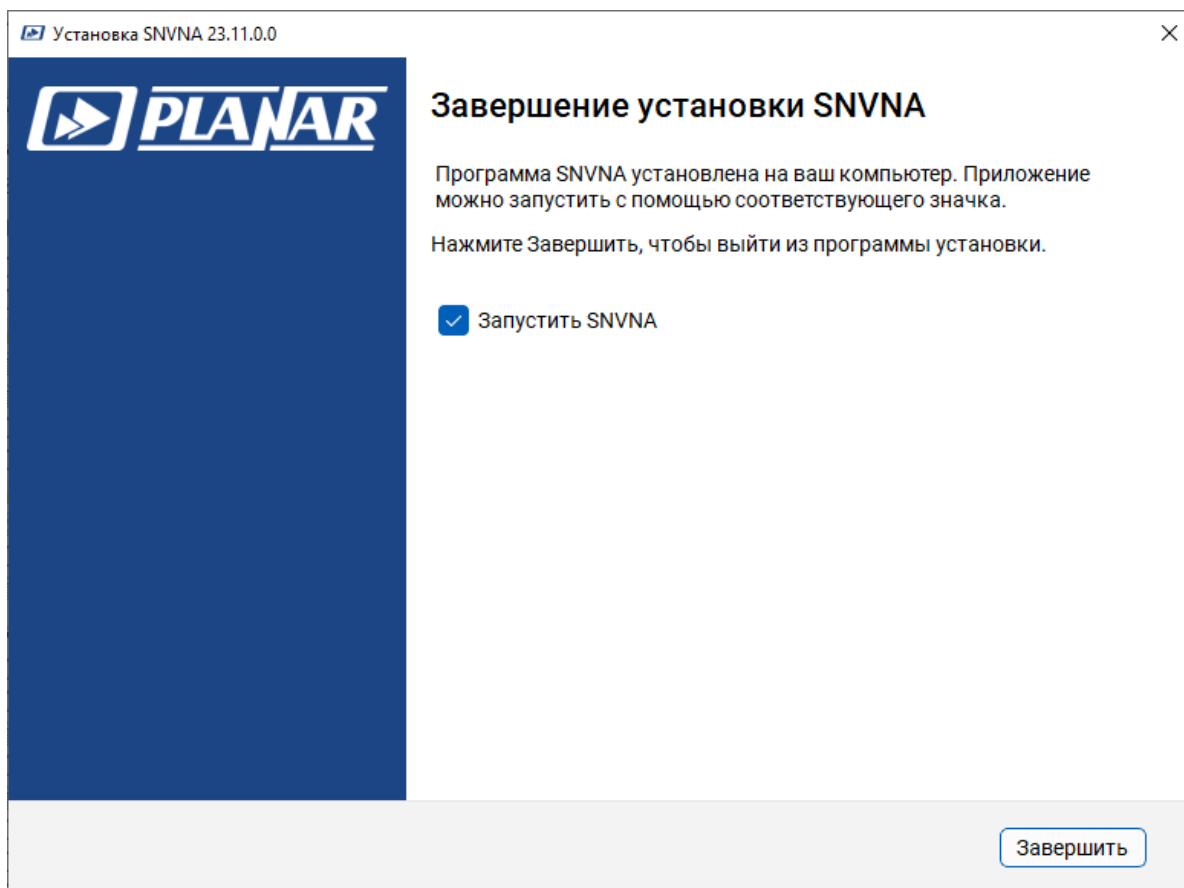 Установка SNVNA 23.11.0.0
PLANAR
Завершение установки SNVNA
Программа SNVNA установлена на ваш компьютер. Приложение
можно запустить с помощью соответствующего значка.
Нажмите Завершить, чтобы выйти из программы установки.
Запустить SNVNA
Завершить